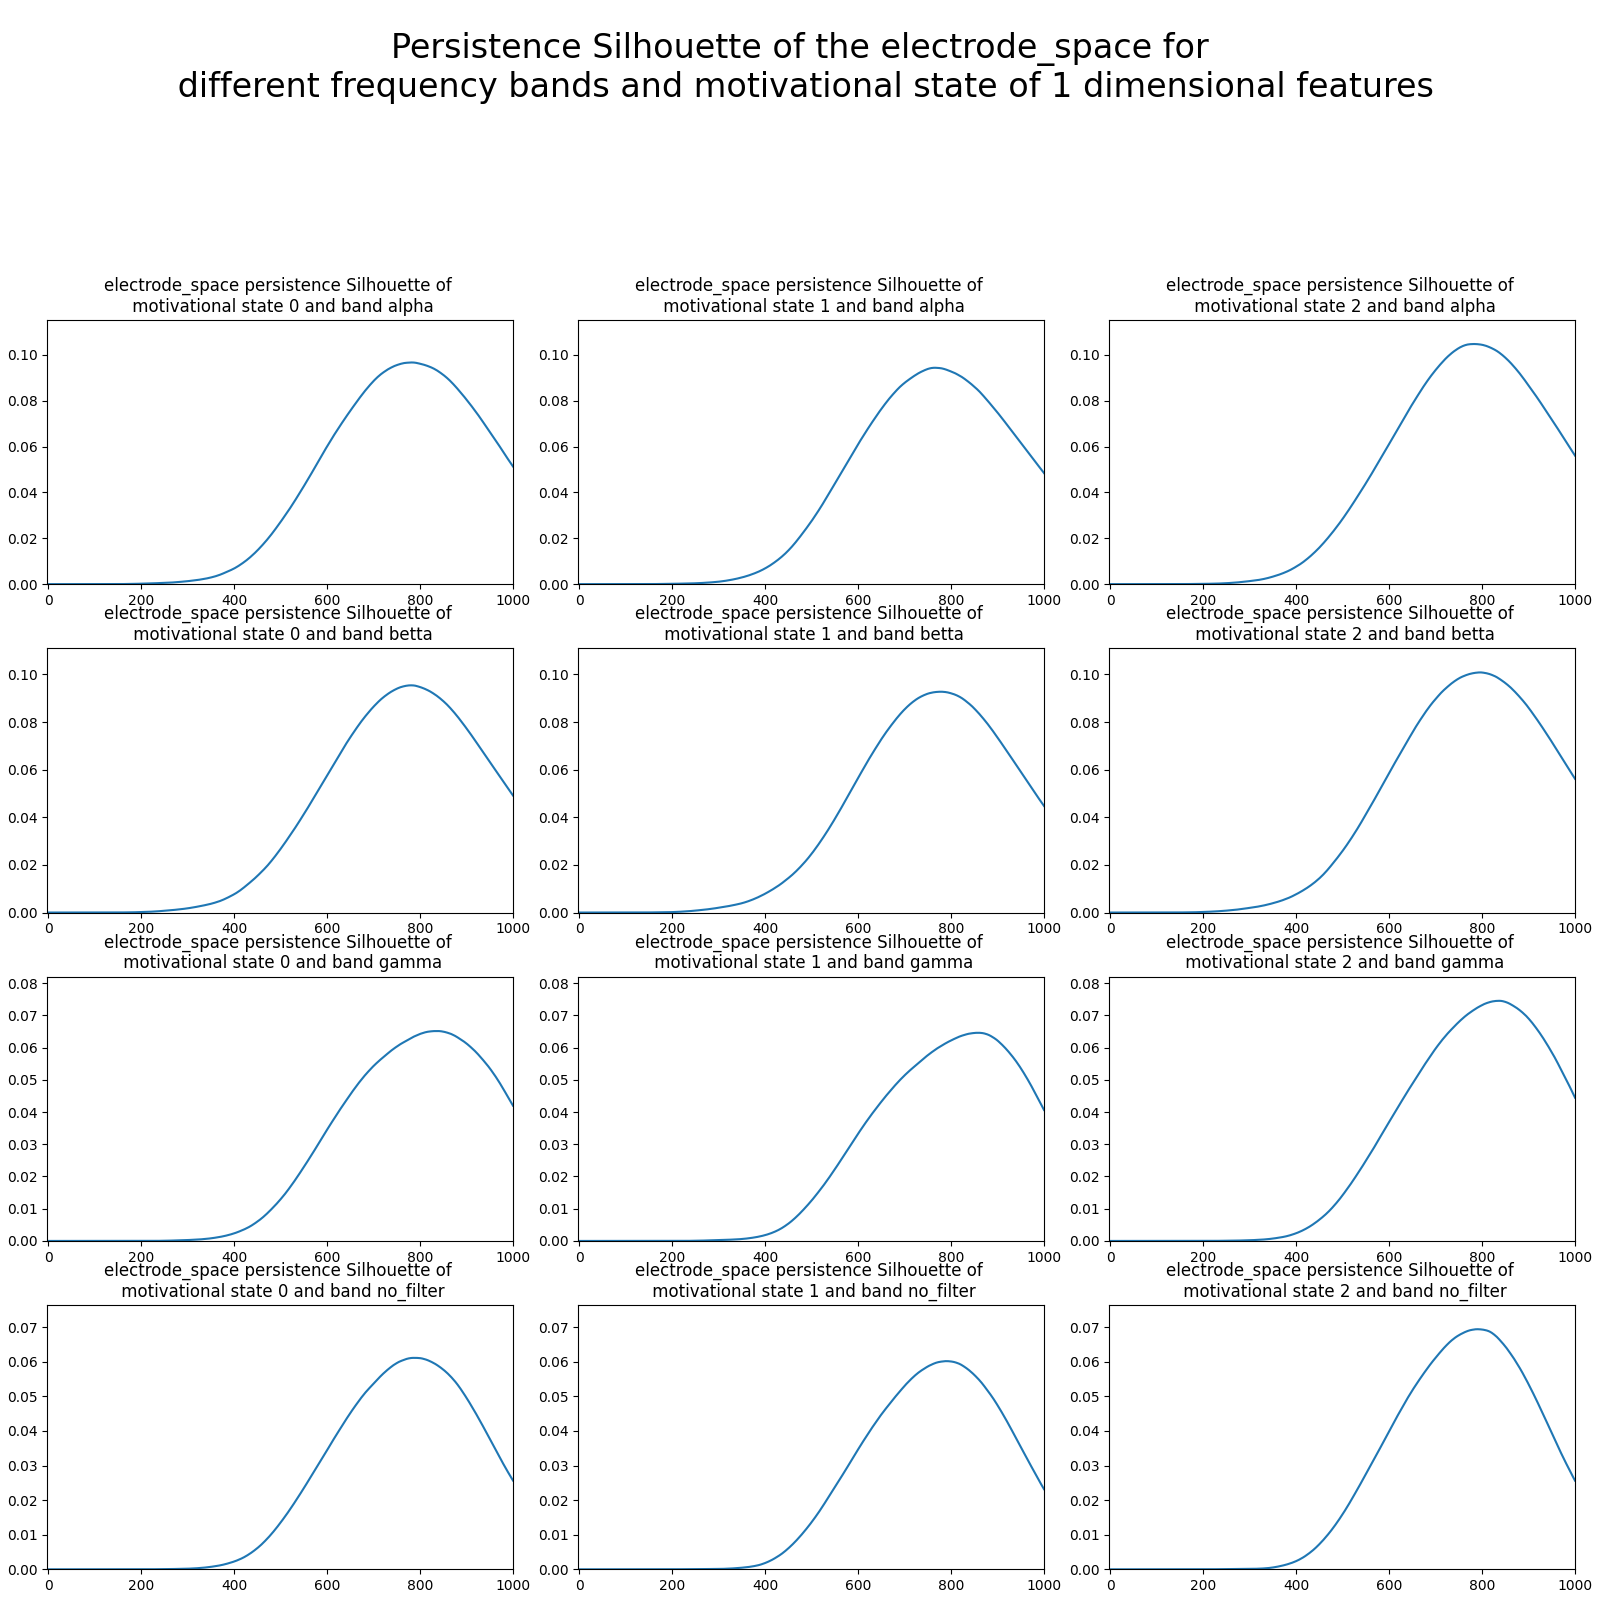 Persistence Silhouette of the electrode_space for
different frequency bands and motivational state of 1 dimensional features
electrode_space persistence Silhouette of
motivational state 0 and band alpha
0.10
0.08
0.06
0.04
0.02
0.00
0 200 400 600 800 1000
electrode_space persistence Silhouette of
motivational state 1 and band alpha
0.10
0.08
0.06
0.04
0.02
0.00
0 200 400 600 800 1000
electrode_space persistence Silhouette of
motivational state 2 and band alpha
0.10
0.08
0.06
0.04
0.02
0.00
0 200 400 600 800 1000
electrode_space persistence Silhouette of
motivational state 0 and band betta
0.10
0.08
0.06
0.04
0.02
0.00
0 200 400 600 800 1000
electrode_space persistence Silhouette of
motivational state 1 and band betta
0.10
0.08
0.06
0.04
0.02
0.00
0 200 400 600 800 1000
electrode_space persistence Silhouette of
motivational state 2 and band betta
0.10
0.08
0.06
0.04
0.02
0.00
0 200 400 600 800 1000
electrode_space persistence Silhouette of
motivational state 0 and band gamma
0.08
0.07
0.06
0.05
0.04
0.03
0.02
0.01
0.00
0 200 400 600 800 1000
electrode_space persistence Silhouette of
motivational state 1 and band gamma
0.08
0.07
0.06
0.05
0.04
0.03
0.02
0.01
0.00
0 200 400 600 800 1000
electrode_space persistence Silhouette of
motivational state 2 and band gamma
0.08
0.07
0.06
0.05
0.04
0.03
0.02
0.01
0.00
0 200 400 600 800 1000
electrode_space persistence Silhouette of
motivational state 0 and band no_filter
0.07
0.06
0.05
0.04
0.03
0.02
0.01
0.00
0 200 400 600 800 1000
electrode_space persistence Silhouette of
motivational state 1 and band no_filter
0.07
0.06
0.05
0.04
0.03
0.02
0.01
0.00
0 200 400 600 800 1000
electrode_space persistence Silhouette of
motivational state 2 and band no_filter
0.07
0.06
0.05
0.04
0.03
0.02
0.01
0.00
0 200 400 600 800 1000